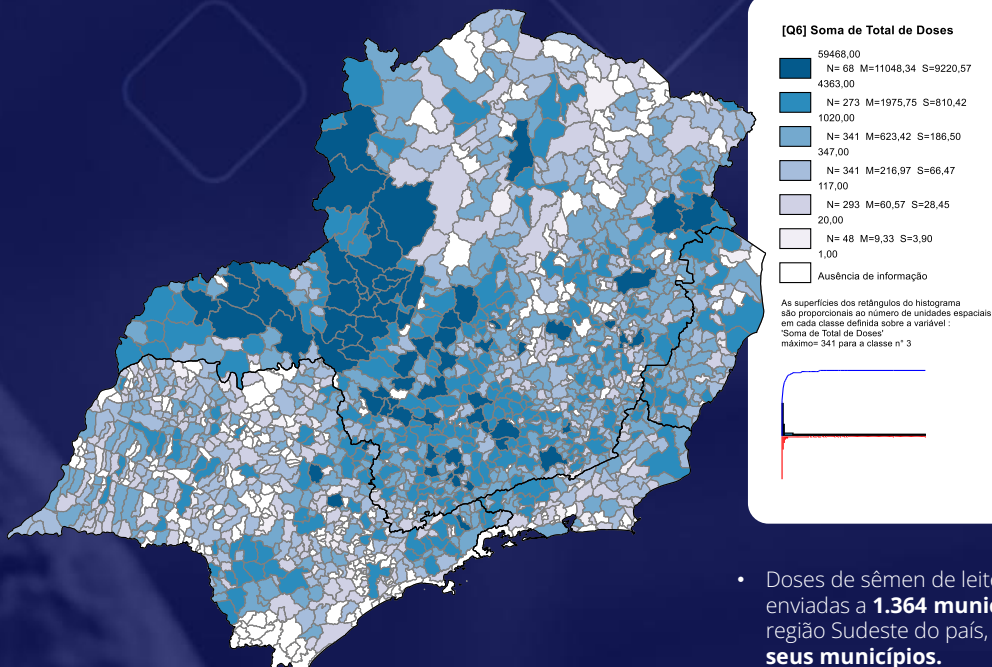 [Q6] Soma de Total de Doses
59468,00
N= 68 M=11048,34 S=9220,57
4363,00
N= 273 M=1975,75 S=810,42
1020,00
N= 341 M=623,42 S=186,50
347,00
N= 341 M=216,97 S=66,47
117,00
N= 293 M=60,57 S=28,45
20,00
N= 48 M=9,33 S=3,90
1,00
Ausência de informação
As superfícies dos retângulos do histograma
são proporcionais ao número de unidades espaciais
em cada classe definida sobre a variável :
'Soma de Total de Doses'
máximo= 341 para a classe n° 3
• Doses de sêmen de leite
enviadas a 1.364 muni
região Sudeste do país,
seus municípios.